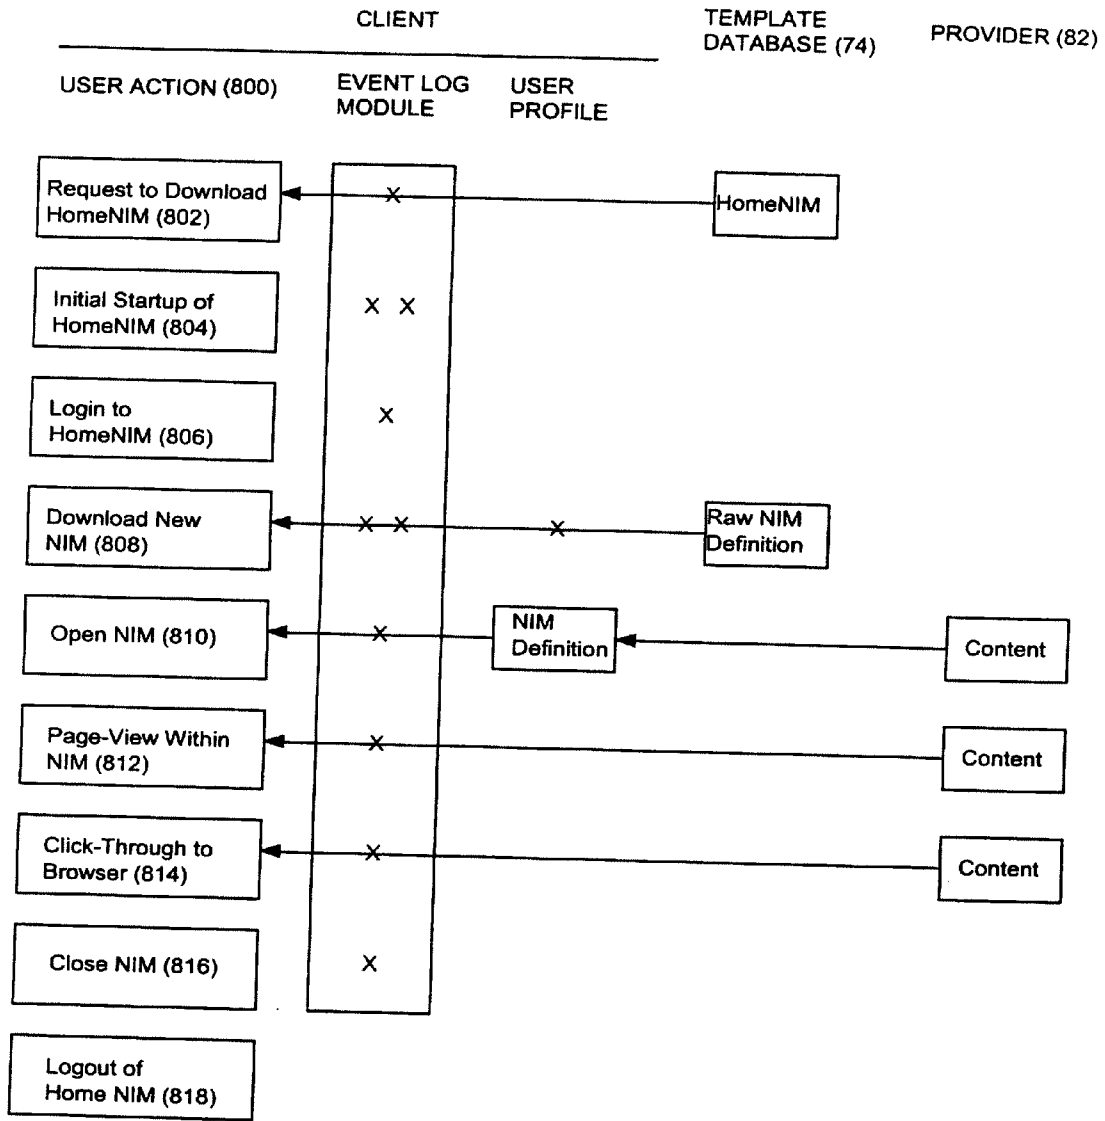 CLIENT
TEMPLATE
DATABASE (74)
PROVIDER (82)
USER ACTION (800)
EVENT LOG
MODULE
USER
PROFILE
Request to Download
HomeNIM (802)
X
HomeNIM
Initial Startup of
HomeNIM (804)
X X
Login to
HomeNIM (806)
X
Download New
NIM (808)
X X X
Raw NIM
Definition
Open NIM (810)
X
NIM
Definition
Content
Page-View Within
NIM (812)
X
Content
Click-Through to
Browser (814)
X
Content
Close NIM (816)
X
Logout of
Home NIM (818)